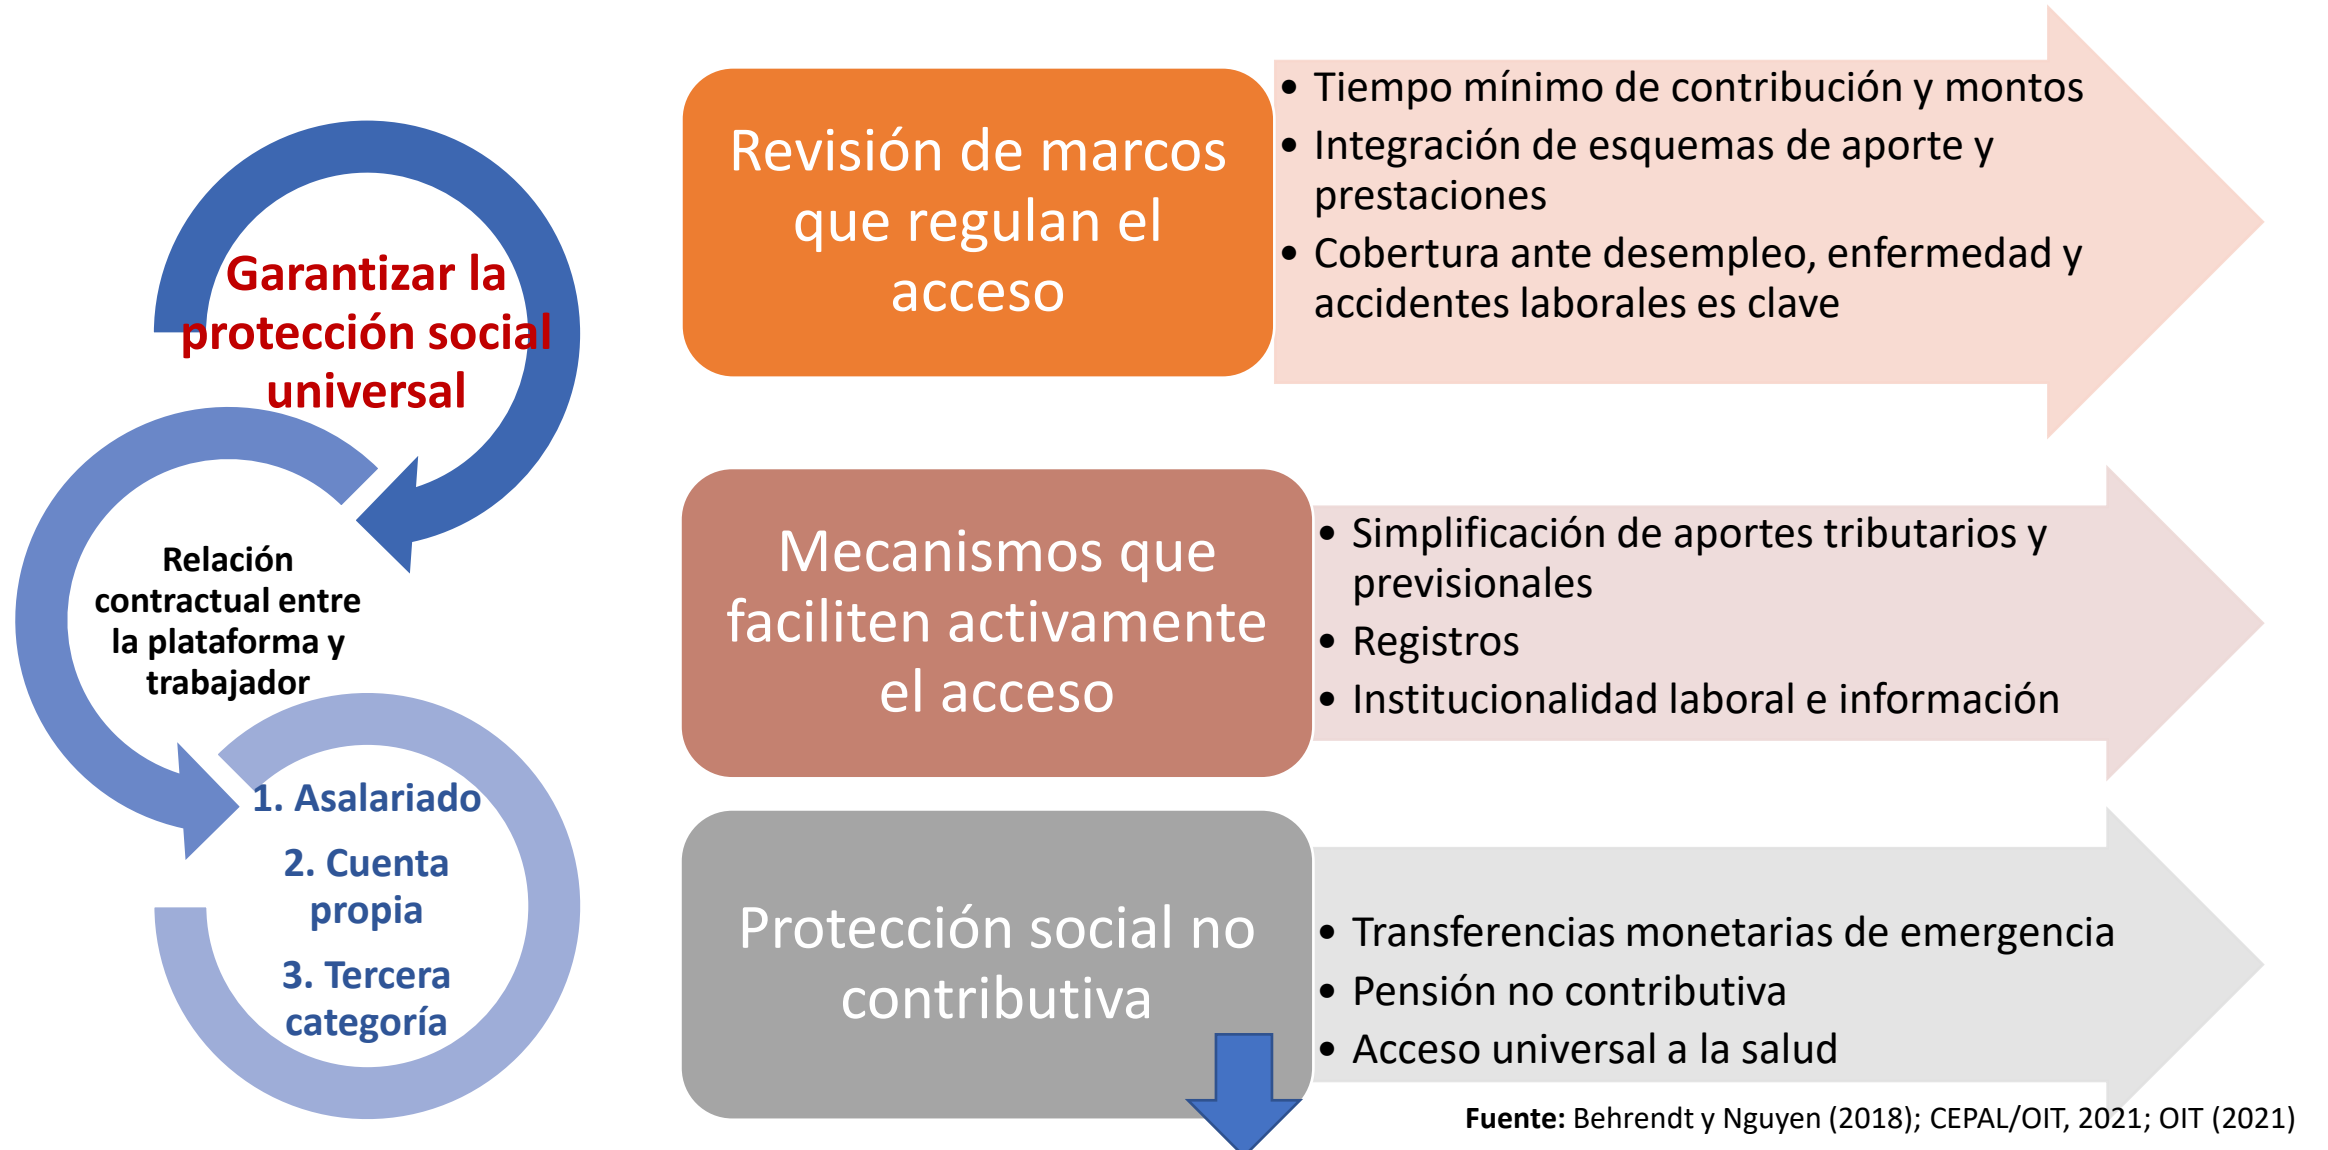 Garantizar la
protección social
universal
Relación
contractual entre
la plataforma y
trabajador
1. Asalariado
2. Cuenta
propia
3. Tercera
categoría
Revisión de marcos
que regulan el
acceso
• Tiempo mínimo de contribución y montos
• Integración de esquemas de aporte y
prestaciones
• Cobertura ante desempleo, enfermedad y
accidentes laborales es clave
Mecanismos que
faciliten activamente
el acceso
• Simplificación de aportes tributarios y
previsionales
• Registros
• Institucionalidad laboral e información
Protección social no
contributiva
• Transferencias monetarias de emergencia
• Pensión no contributiva
• Acceso universal a la salud
Fuente: Behrendt y Nguyen (2018); CEPAL/OIT, 2021; OIT (2021)